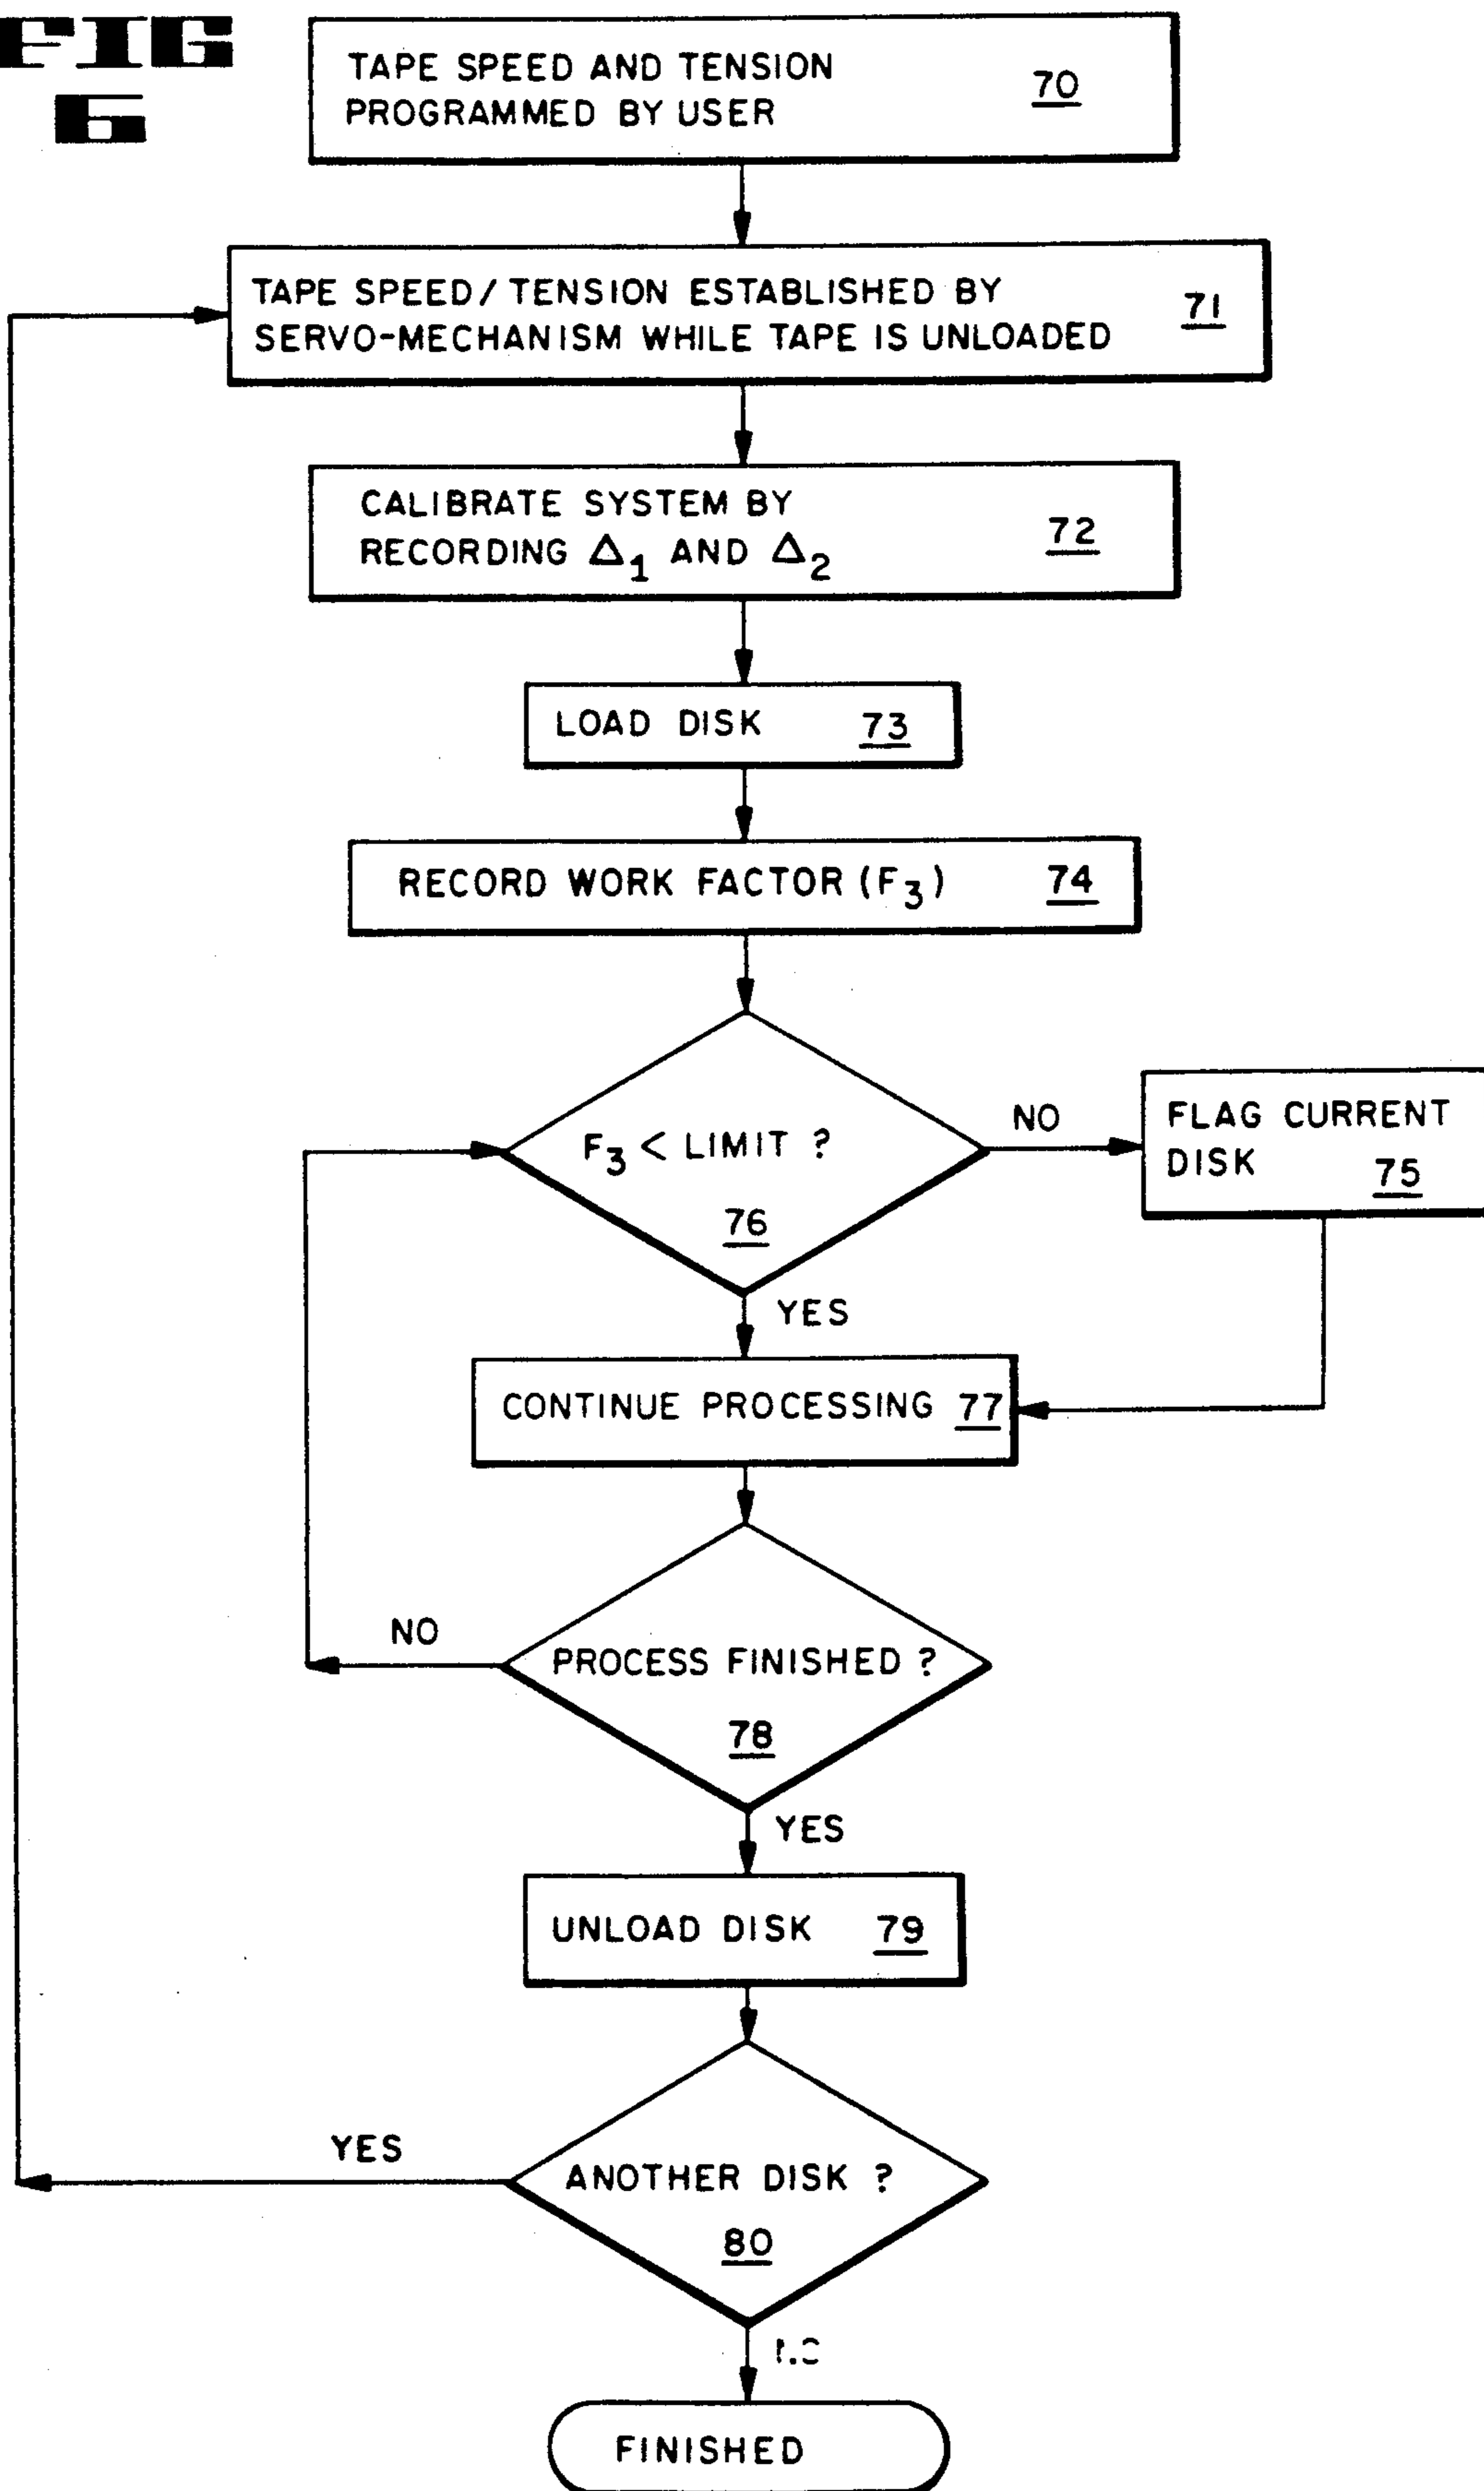 FIG
6
TAPE SPEED AND TENSION
PROGRAMMED BY USER 70
TAPE SPEED/TENSION ESTABLISHED BY
SERVO-MECHANISM WHILE TAPE IS UNLOADED 71
CALIBRATE SYSTEM BY
RECORDING Δ1 AND Δ2 72
LOAD DISK 73
RECORD WORK FACTOR (F3) 74
F3 < LIMIT ?
76
NO
FLAG CURRENT
DISK 75
YES
CONTINUE PROCESSING 77
PROCESS FINISHED ?
78
NO
YES
UNLOAD DISK 79
ANOTHER DISK ?
80
YES
FINISHED